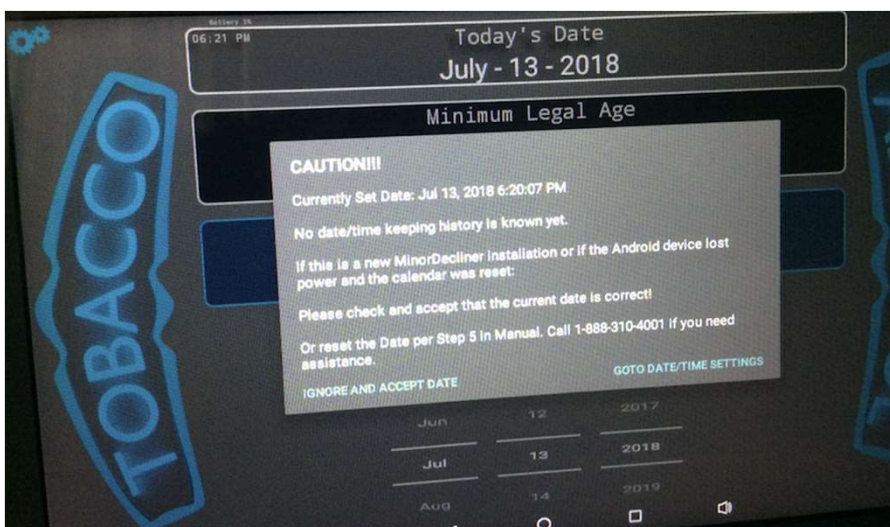 Battery 5%
06:21 PM
Today's Date
July - 13 - 2018
Minimum Legal Age
TOBACCO
CAUTION!!!
Currently Set Date: Jul 13, 2018 6:20:07 PM
No date/time keeping history is known yet.
If this is a new MinorDecliner installation or if the Android device lost
power and the calendar was reset:
Please check and accept that the current date is correct!
Or reset the Date per Step 5 in Manual. Call 1-888-310-4001 if you need
assistance.
IGNORE AND ACCEPT DATE
GOTO DATE/TIME SETTINGS
Jun 12 2017
Jul 13 2018
Aug 14 2019